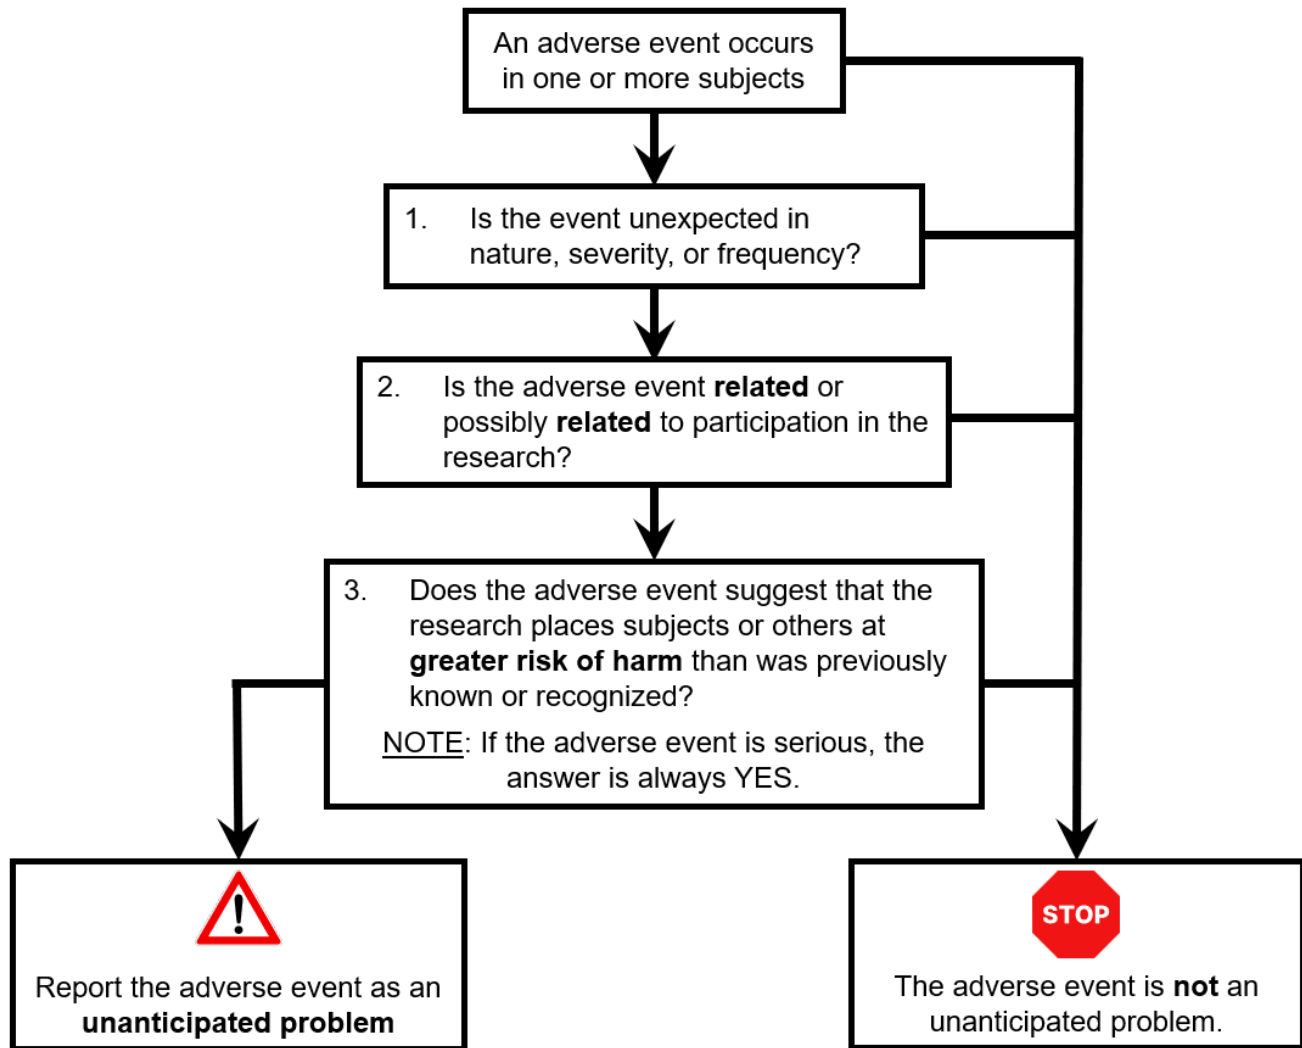 An adverse event occurs
in one or more subjects
1. Is the event unexpected in
nature, severity, or frequency?
2. Is the adverse event related or
possibly related to participation in the
research?
3. Does the adverse event suggest that the
research places subjects or others at
greater risk of harm than was previously
known or recognized?
NOTE: If the adverse event is serious, the
answer is always YES.
!
Report the adverse event as an
unanticipated problem
STOP
The adverse event is not an
unanticipated problem.